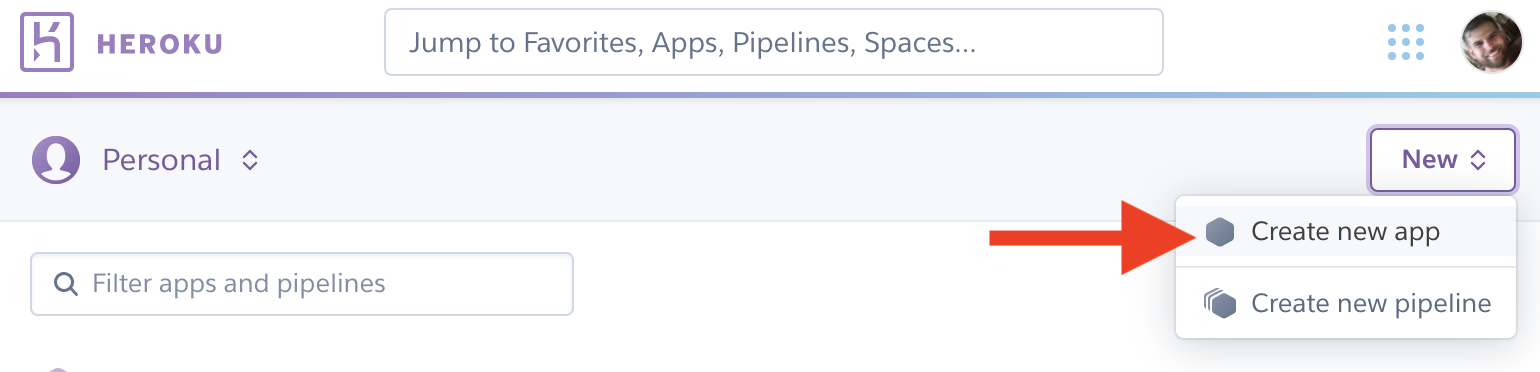 HEROKU
Jump to Favorites, Apps, Pipelines, Spaces...
Personal
New
Create new app
Filter apps and pipelines
Create new pipeline